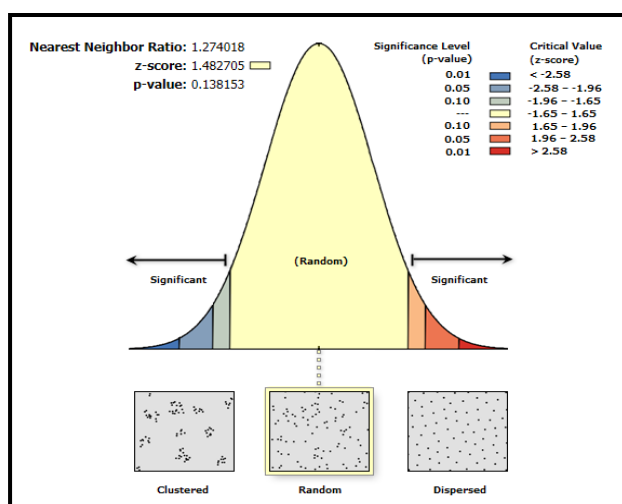 Nearest Neighbor Ratio: 1.274018
z-score: 1.482705
p-value: 0.138153
Significance Level Critical Value
(p-value) (z-score)
0.01 < -2.58
0.05 -2.58 – -1.96
0.10 -1.96 – -1.65
--- -1.65 – 1.65
0.10 1.65 – 1.96
0.05 1.96 – 2.58
0.01 > 2.58
(Random)
Significant Significant
Clustered Random Dispersed